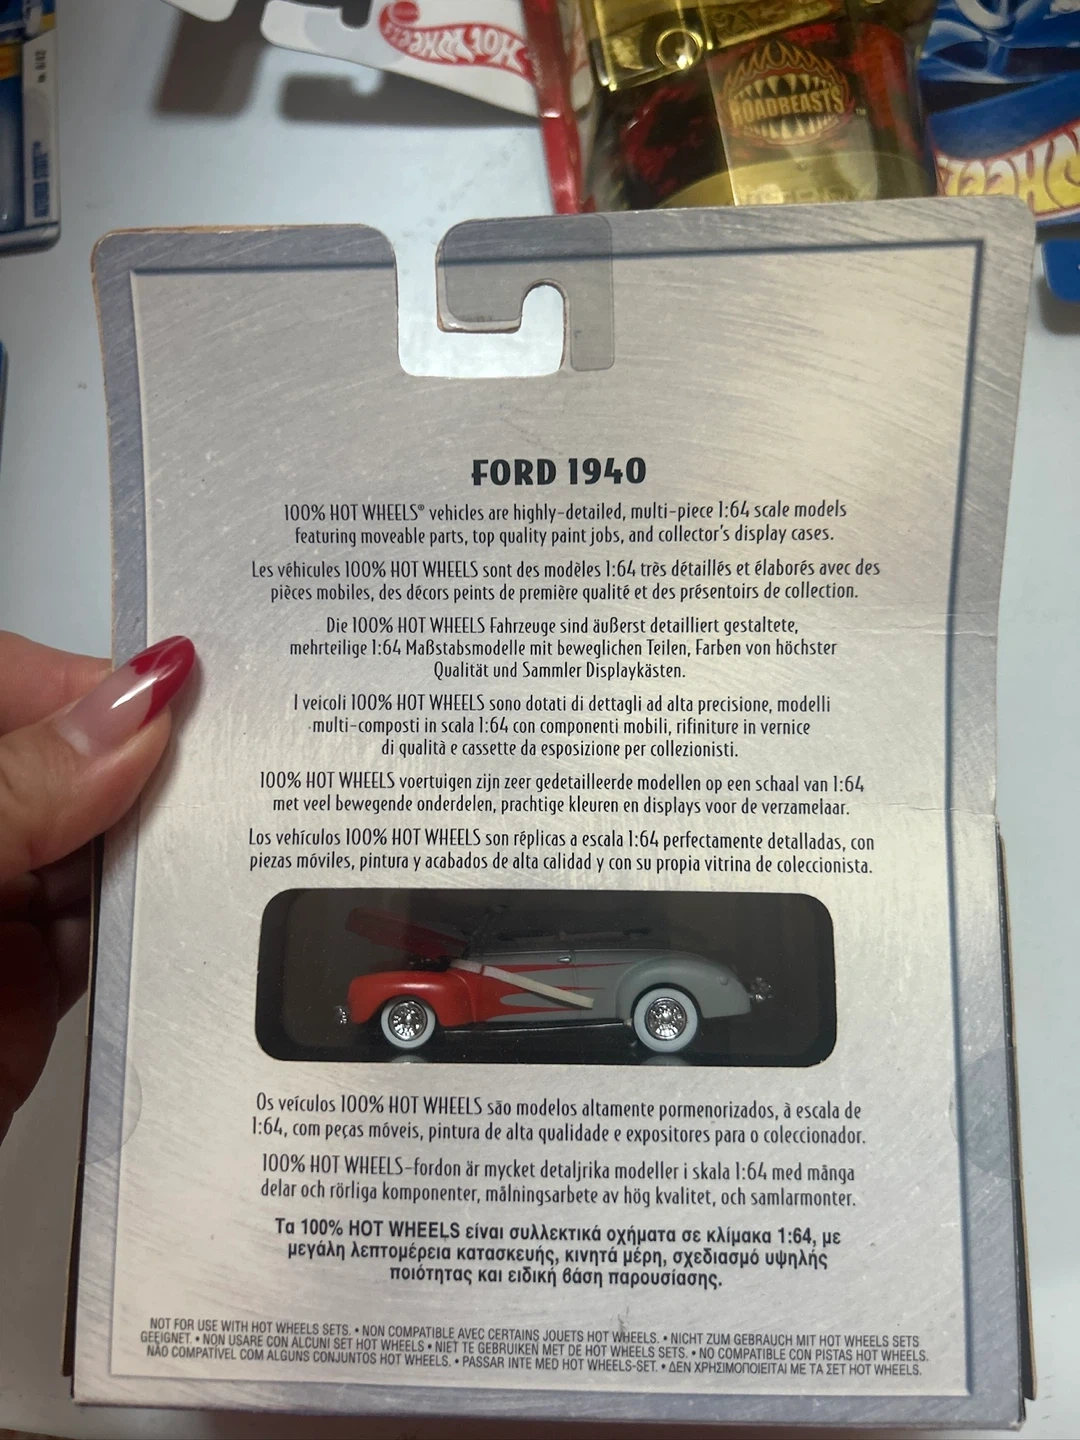 HOT WHEELS
ROADBEASTS™
FORD 1940
100% HOT WHEELS® vehicles are highly-detailed, multi-piece 1:64 scale models
featuring moveable parts, top quality paint jobs, and collector's display cases.
Les véhicules 100% HOT WHEELS sont des modèles 1:64 très détaillés et élaborés avec des
pièces mobiles, des décors peints de première qualité et des présentoirs de collection.
Die 100% HOT WHEELS Fahrzeuge sind äußerst detailliert gestaltete,
mehrteilige 1:64 Maßstabsmodelle mit beweglichen Teilen, Farben von höchster
Qualität und Sammler Displaykästen.
I veicoli 100% HOT WHEELS sono dotati di dettagli ad alta precisione, modelli
multi-composti in scala 1:64 con componenti mobili, rifiniture in vernice
di qualità e cassette da esposizione per collezionisti.
100% HOT WHEELS voertuigen zijn zeer gedetailleerde modellen op een schaal van 1:64
met veel bewegende onderdelen, prachtige kleuren en displays voor de verzamelaar.
Los vehículos 100% HOT WHEELS son réplicas a escala 1:64 perfectamente detalladas, con
piezas móviles, pintura y acabados de alta calidad y con su propia vitrina de coleccionista.
Os veículos 100% HOT WHEELS são modelos altamente pormenorizados, à escala de
1:64, com peças móveis, pintura de alta qualidade e expositores para o coleccionador.
100% HOT WHEELS-fordon är mycket detaljrika modeller i skala 1:64 med många
delar och rörliga komponenter, målningsarbete av hög kvalitet, och samlarmonter.
Τα 100% HOT WHEELS είναι συλλεκτικά οχήματα σε κλίμακα 1:64, με
μεγάλη λεπτομέρεια κατασκευής, κινητά μέρη, σχεδιασμό υψηλής
ποιότητας και ειδική βάση παρουσίασης.
NOT FOR USE WITH HOT WHEELS SETS. • NON COMPATIBLE AVEC CERTAINS JOUETS HOT WHEELS. • NICHT ZUM GEBRAUCH MIT HOT WHEELS SETS
GEEIGNET. • NON USARE CON ALCUNI SET HOT WHEELS • NIET TE GEBRUIKEN MET DE HOT WHEELS SETS. • NO COMPATIBLE CON PISTAS HOT WHEELS.
NÃO COMPATÍVEL COM ALGUNS CONJUNTOS HOT WHEELS. • PASSAR INTE MED HOT WHEELS-SET. • ΔΕΝ ΧΡΗΣΙΜΟΠΟΙΕΙΤΑΙ ΜΕ ΤΑ ΣΕΤ HOT WHEELS.